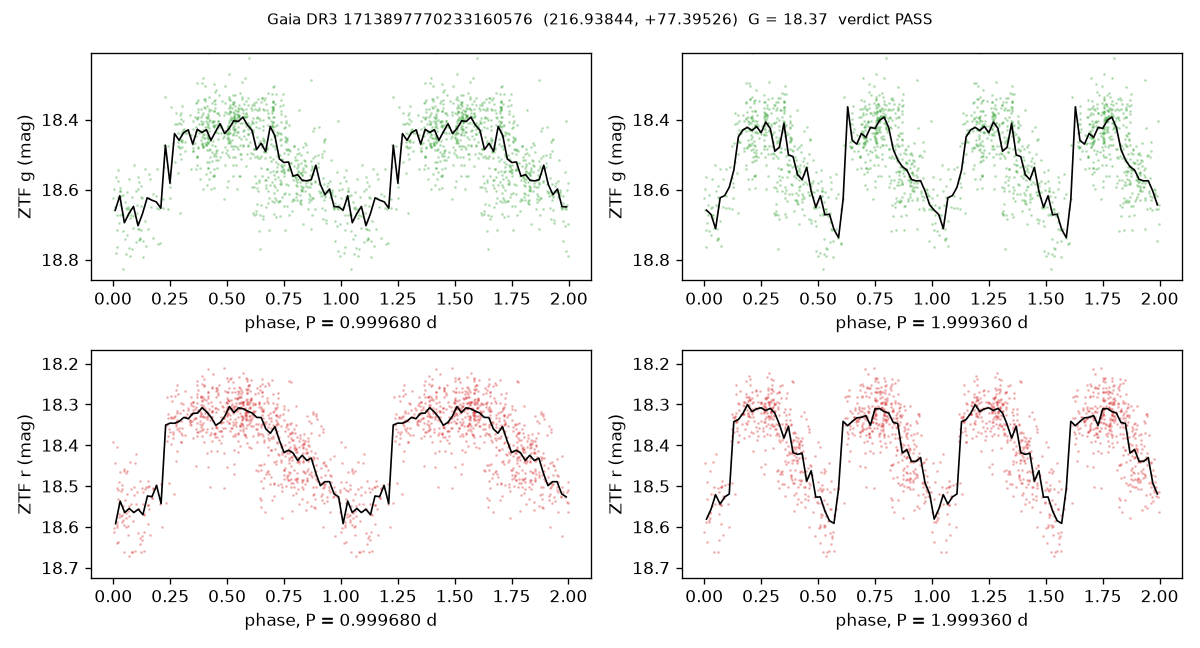 Gaia DR3 1713897770233160576  (216.93844, +77.39526)  G = 18.37  verdict PASS
ZTF g (mag)
18.4
18.6
18.8
0.00 0.25 0.50 0.75 1.00 1.25 1.50 1.75 2.00
phase, P = 0.999680 d
ZTF g (mag)
18.4
18.6
18.8
0.00 0.25 0.50 0.75 1.00 1.25 1.50 1.75 2.00
phase, P = 1.999360 d
ZTF r (mag)
18.2
18.3
18.4
18.5
18.6
18.7
0.00 0.25 0.50 0.75 1.00 1.25 1.50 1.75 2.00
phase, P = 0.999680 d
ZTF r (mag)
18.2
18.3
18.4
18.5
18.6
18.7
0.00 0.25 0.50 0.75 1.00 1.25 1.50 1.75 2.00
phase, P = 1.999360 d